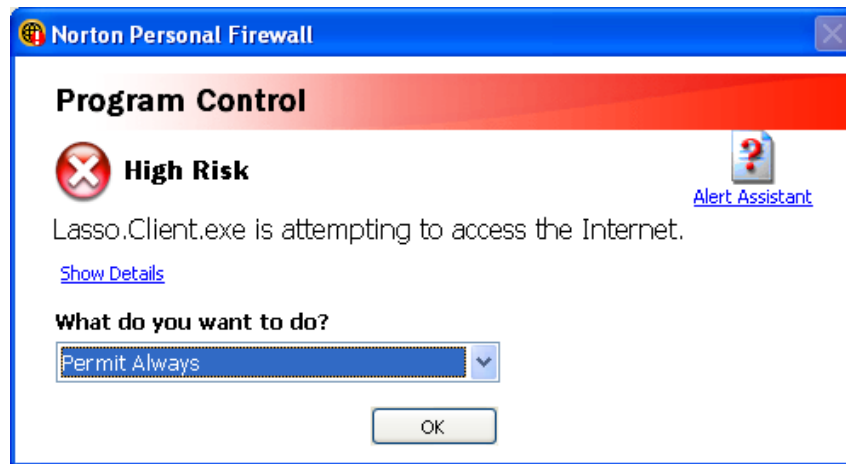 Norton Personal Firewall
Program Control
High Risk
Alert Assistant
Lasso.Client.exe is attempting to access the Internet.
Show Details
What do you want to do?
Permit Always
OK